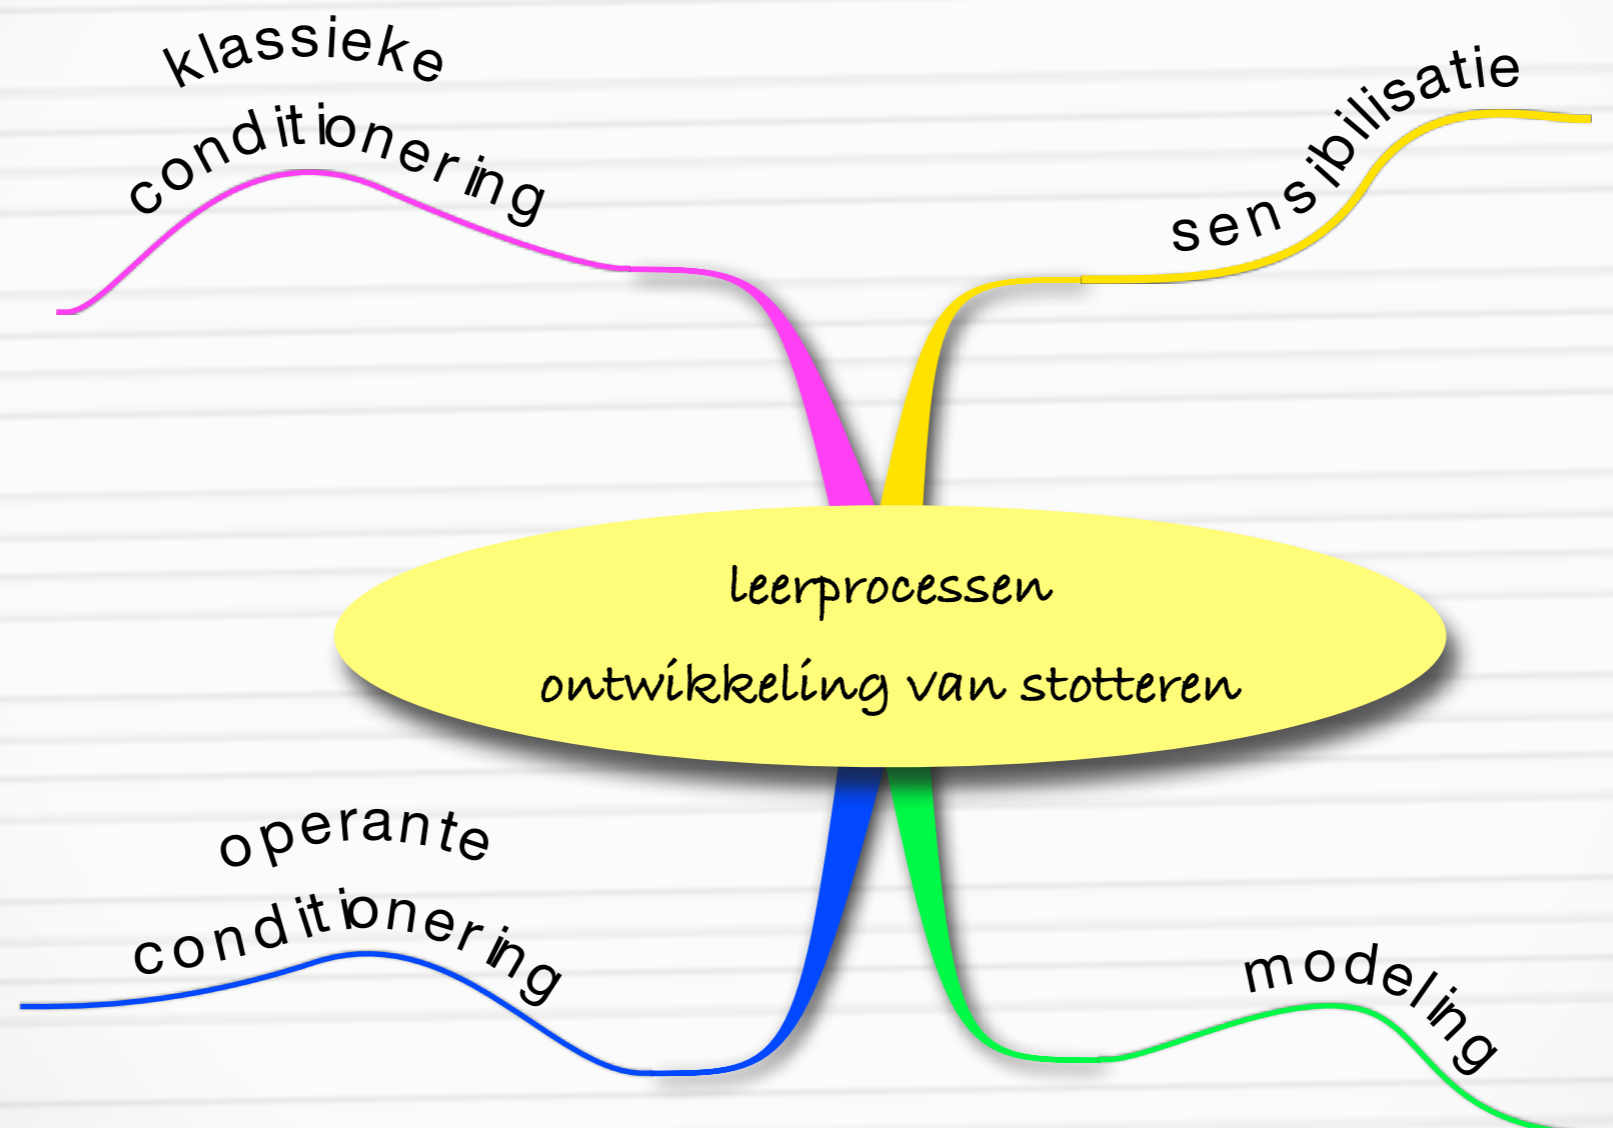 klassieke
conditionering
sensibilisatie
leerprocessen
ontwikkeling van stotteren
operante
conditionering
modeling